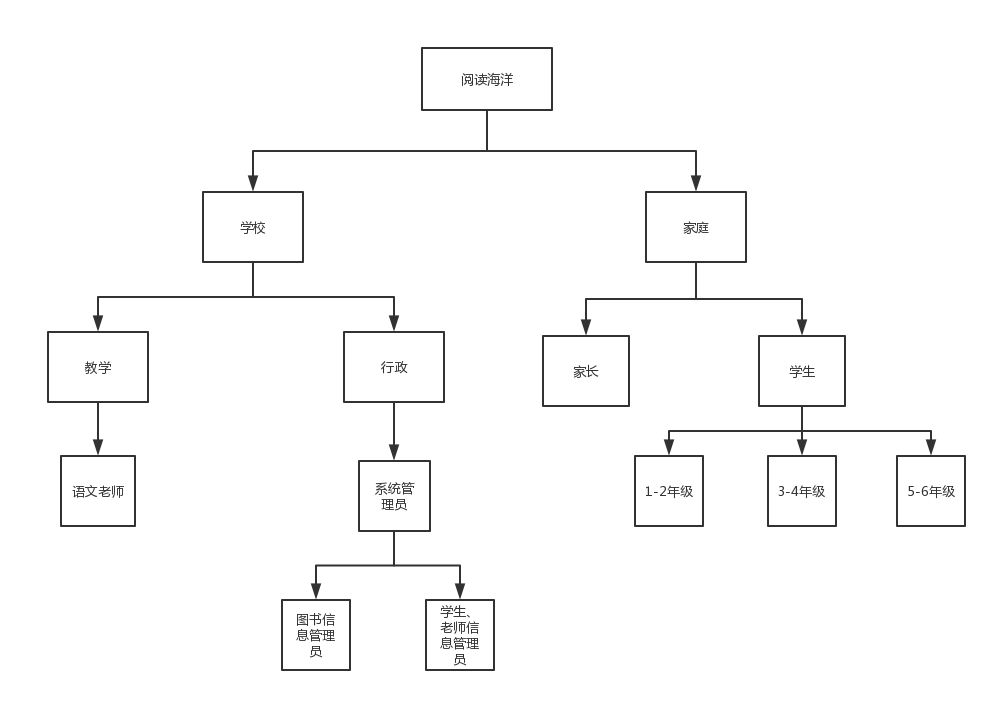 阅读海洋
学校
家庭
教学
行政
家长
学生
语文老师
系统管
理员
1-2年级
3-4年级
5-6年级
图书信
息管理
员
学生、
老师信
息管理
员